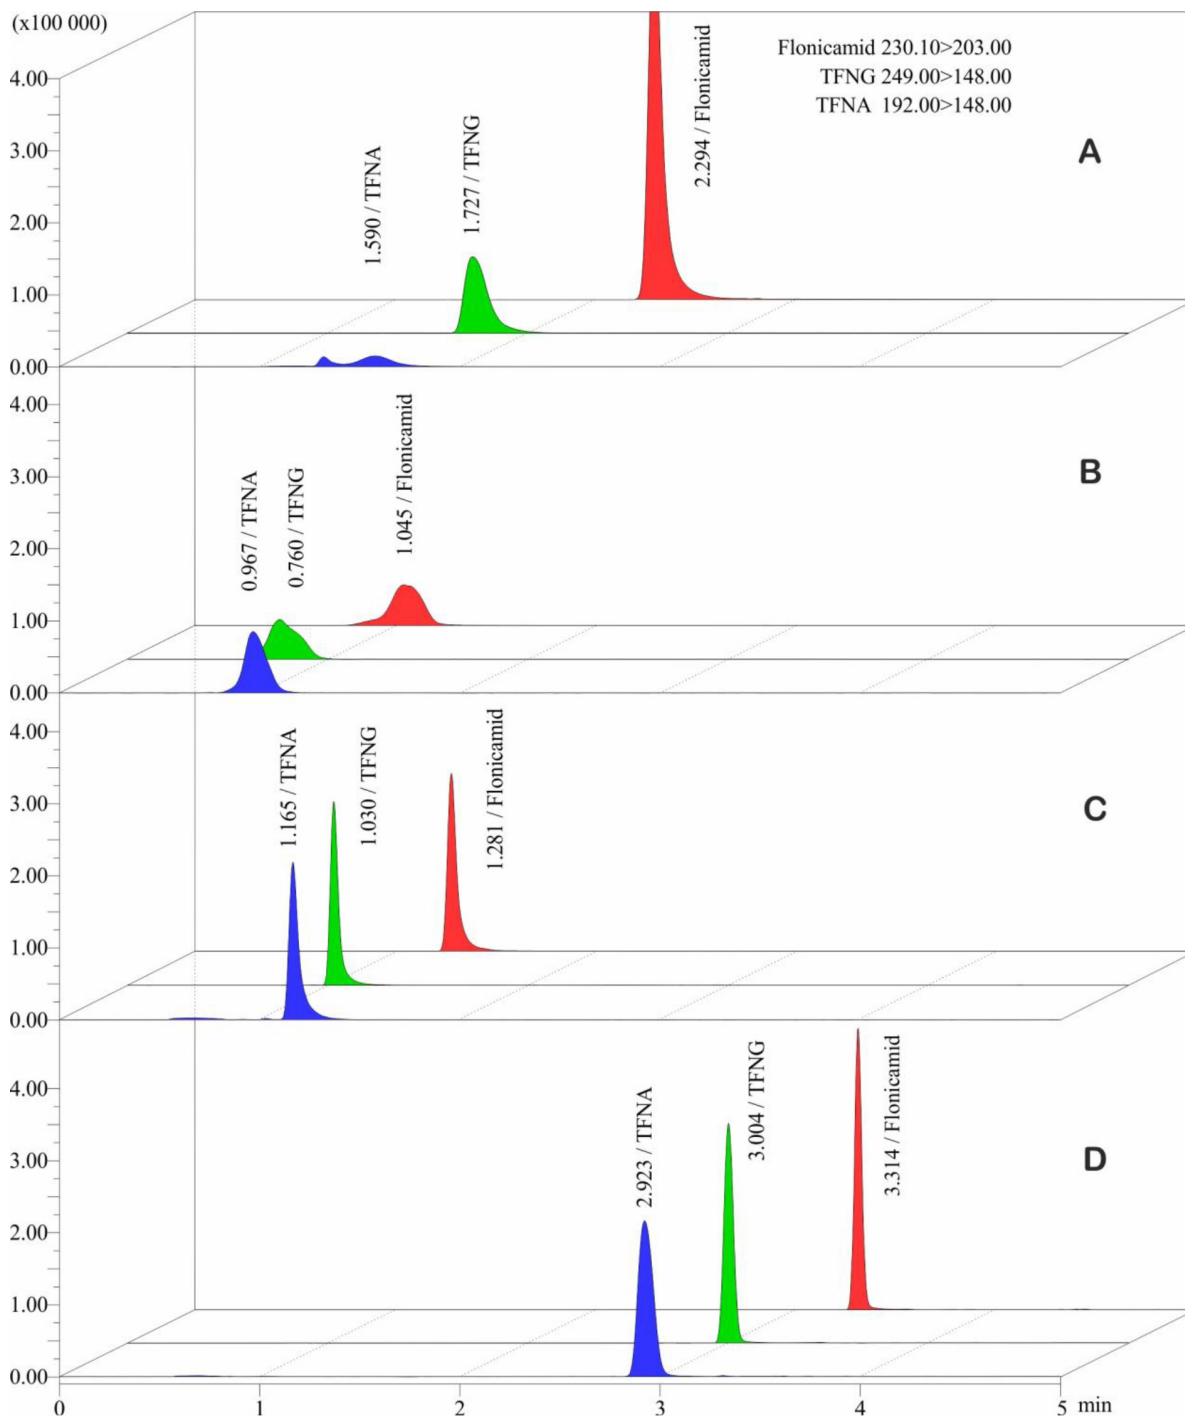 (x100 000)
Flonicamid 230.10>203.00
TFNG 249.00>148.00
TFNA 192.00>148.00
A
4.00
3.00
2.00
1.00
0.00
1.590 / TFNA
1.727 / TFNG
2.294 / Flonicamid
B
4.00
3.00
2.00
1.00
0.00
0.967 / TFNA
0.760 / TFNG
1.045 / Flonicamid
C
4.00
3.00
2.00
1.00
0.00
1.165 / TFNA
1.030 / TFNG
1.281 / Flonicamid
D
4.00
3.00
2.00
1.00
0.00
2.923 / TFNA
3.004 / TFNG
3.314 / Flonicamid
0 1 2 3 4 5 min